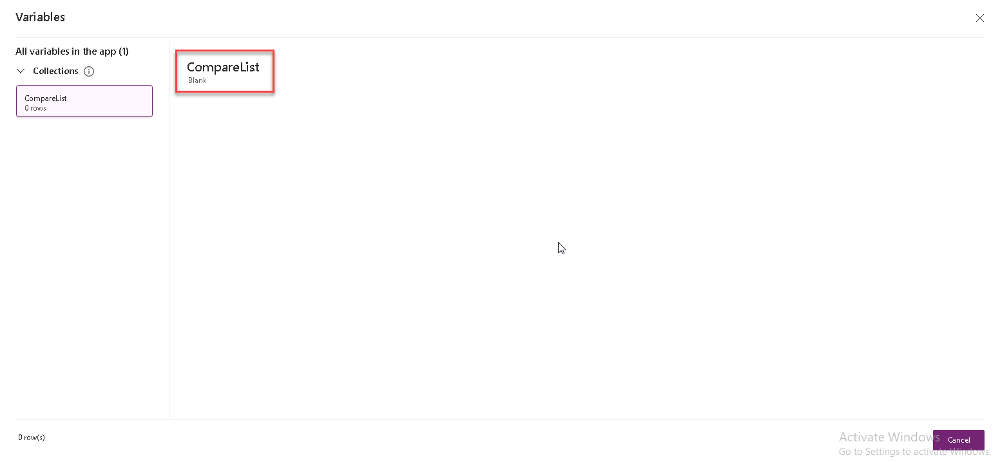 Variables
All variables in the app (1)
Collections
CompareList
0 rows
CompareList
Blank
0 row(s)
Cancel
Activate Windows
Go to Settings to activate Windows.